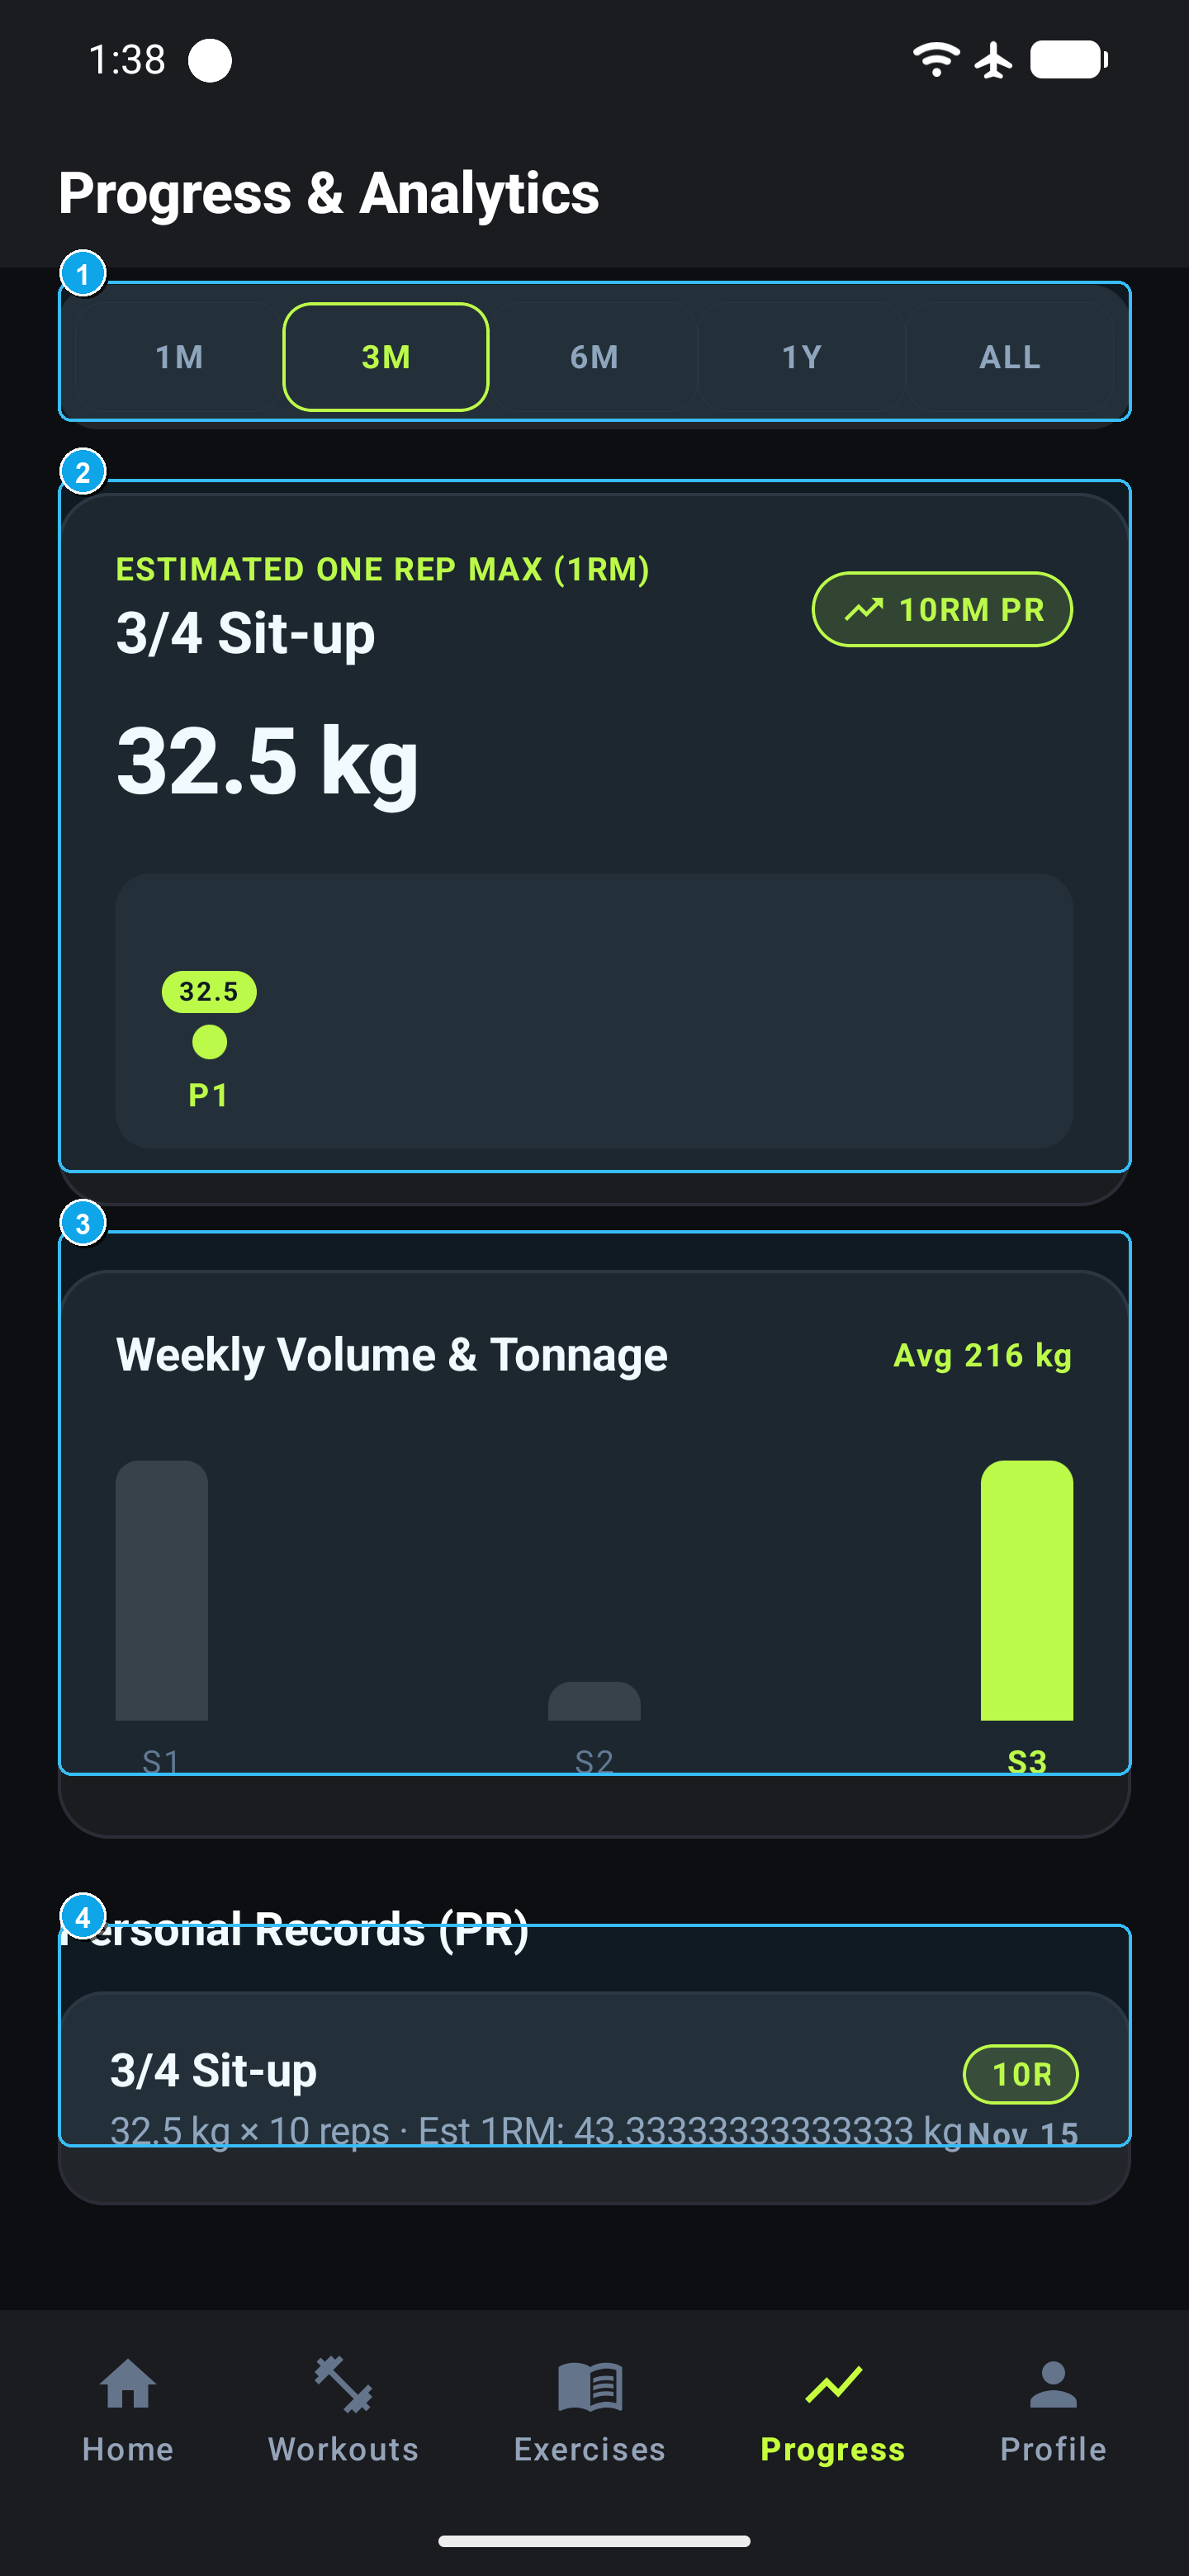 1:38
Progress & Analytics
1
1M 3M 6M 1Y ALL
2
ESTIMATED ONE REP MAX (1RM)
3/4 Sit-up
10RM PR
32.5 kg
32.5
P1
3
Weekly Volume & Tonnage
Avg 216 kg
S1 S2 S3
4
Personal Records (PR)
3/4 Sit-up
10R
32.5 kg × 10 reps · Est 1RM: 43.33333333333333 kg
Nov 15
Home Workouts Exercises Progress Profile